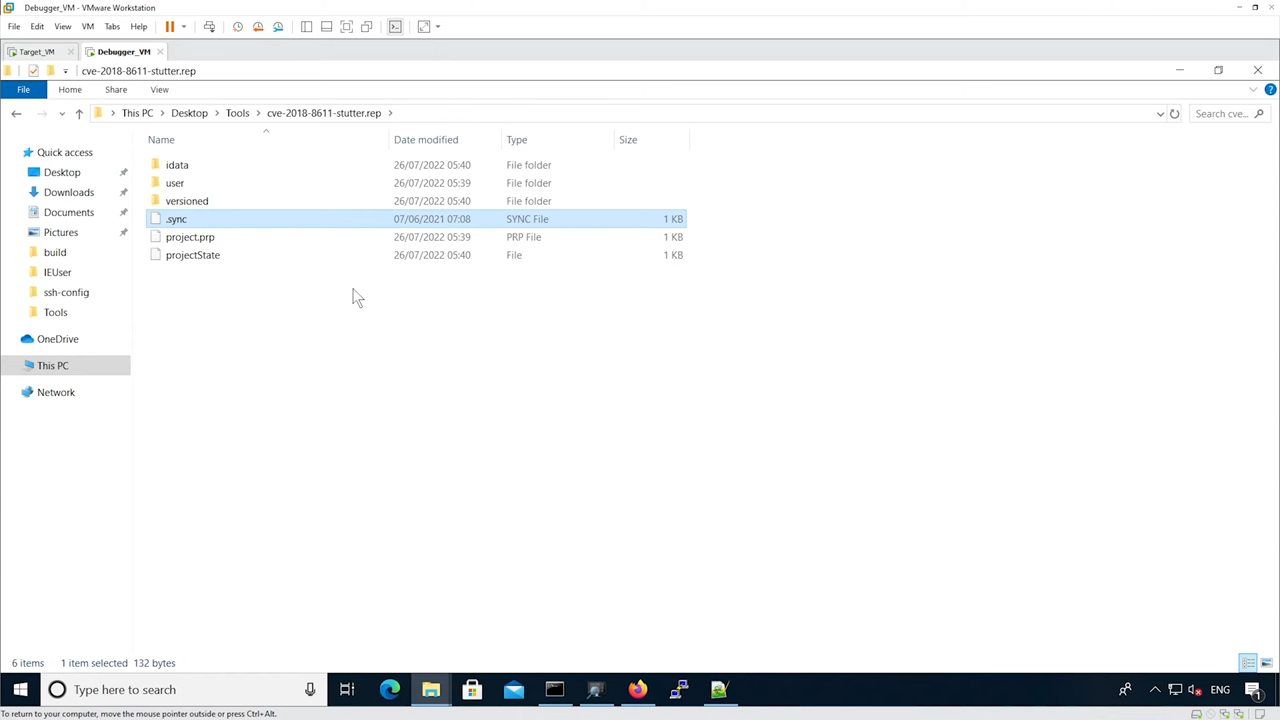 Debugger_VM - VMware Workstation
File Edit View VM Tabs Help
Target_VM Debugger_VM
cve-2018-8611-stutter.rep
File Home Share View
This PC Desktop Tools cve-2018-8611-stutter.rep Search cve...
Name Date modified Type Size
Quick access
Desktop
Downloads
Documents
Pictures
build
IEUser
ssh-config
Tools
OneDrive
This PC
Network
idata 26/07/2022 05:40 File folder
user 26/07/2022 05:39 File folder
versioned 26/07/2022 05:40 File folder
.sync 07/06/2021 07:08 SYNC File 1 KB
project.prp 26/07/2022 05:39 PRP File 1 KB
projectState 26/07/2022 05:40 File 1 KB
6 items 1 item selected 132 bytes
Type here to search ENG 1
To return to your computer, move the mouse pointer outside or press Ctrl+Alt.